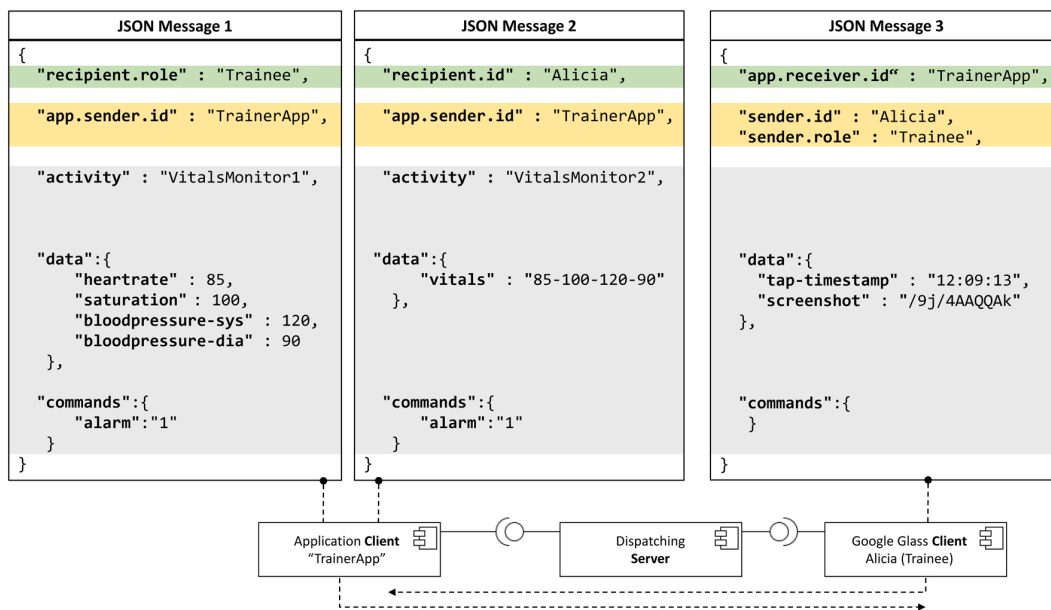 JSON Message 1
{
"recipient.role" : "Trainee",
"app.sender.id" : "TrainerApp",
"activity" : "VitalsMonitor1",
"data":{
"heartrate" : 85,
"saturation" : 100,
"bloodpressure-sys" : 120,
"bloodpressure-dia" : 90
},
"commands":{
"alarm":"1"
}
}
JSON Message 2
{
"recipient.id" : "Alicia",
"app.sender.id" : "TrainerApp",
"activity" : "VitalsMonitor2",
"data":{
"vitals" : "85-100-120-90"
},
"commands":{
"alarm":"1"
}
}
JSON Message 3
{
"app.receiver.id“ : "TrainerApp",
"sender.id" : "Alicia",
"sender.role" : "Trainee",
"data":{
"tap-timestamp" : "12:09:13",
"screenshot" : "/9j/4AAQQAk"
},
"commands":{
}
}
Application Client
“TrainerApp”
Dispatching
Server
Google Glass Client
Alicia (Trainee)